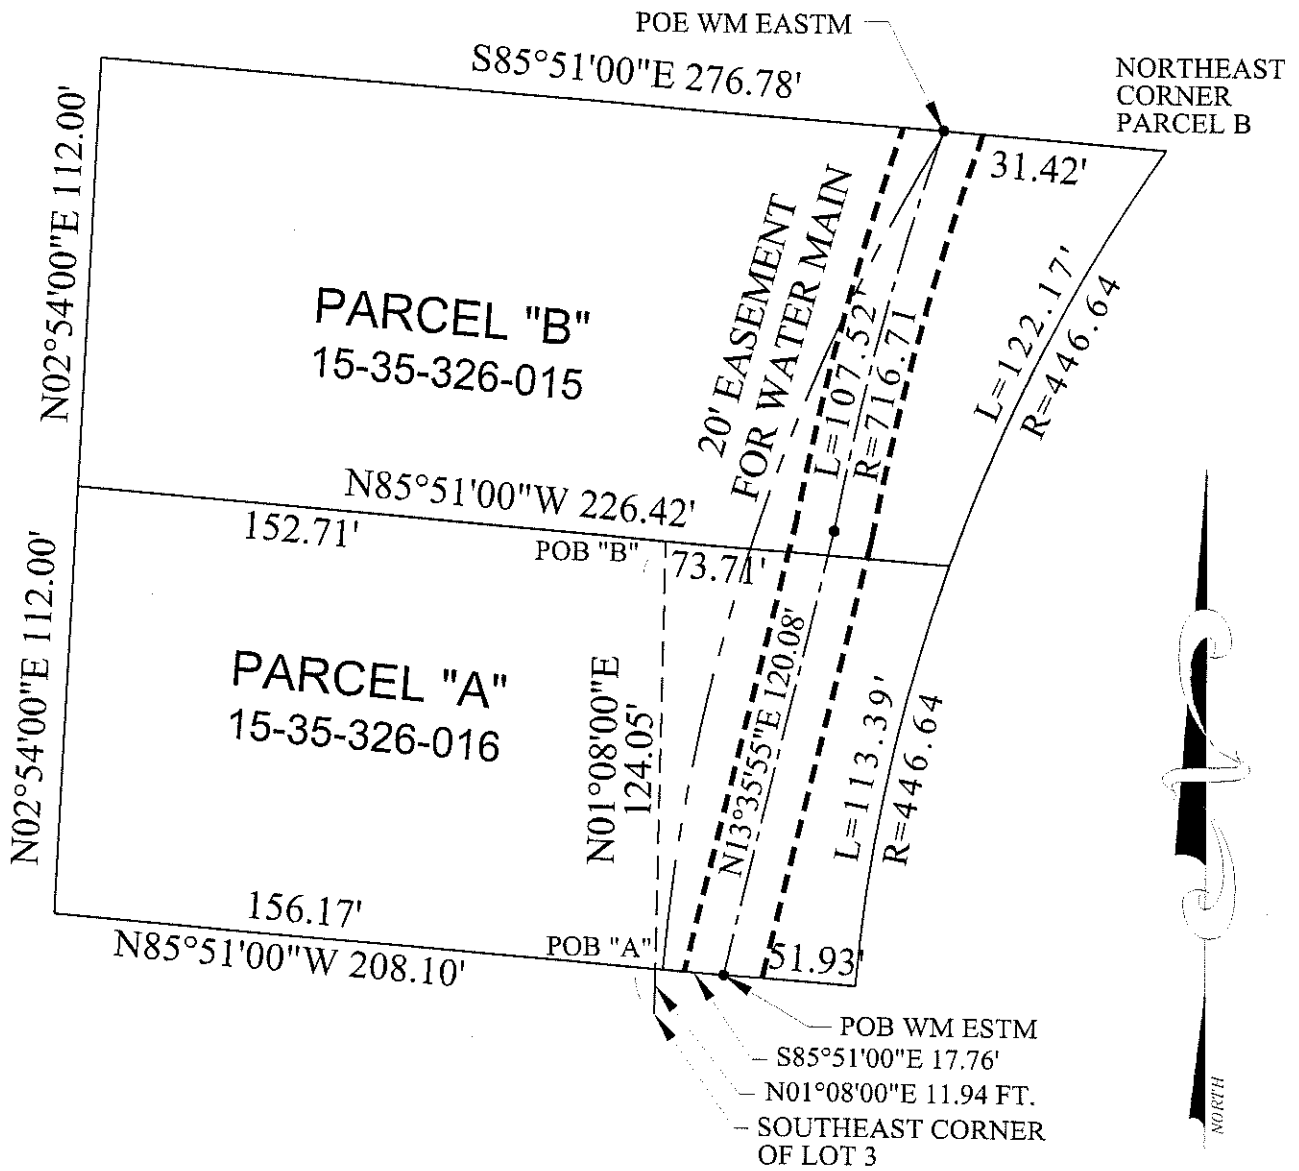 POE WM EASTM
S85°51'00"E 276.78'
NORTHEAST
CORNER
PARCEL B
31.42'
N02°54'00"E 112.00'
20' EASEMENT
FOR WATER MAIN
PARCEL "B"
15-35-326-015
L=107.52'
R=716.71
L=122.17'
R=446.64
N85°51'00"W 226.42'
152.71'
POB "B"
73.71'
N02°54'00"E 112.00'
PARCEL "A"
15-35-326-016
N01°08'00"E
124.05'
N13°35'55"E 120.08'
L=113.39'
R=446.64
156.17'
N85°51'00"W 208.10'
POB "A"
51.93'
POB WM ESTM
S85°51'00"E 17.76'
N01°08'00"E 11.94 FT.
SOUTHEAST CORNER
OF LOT 3
NORTH